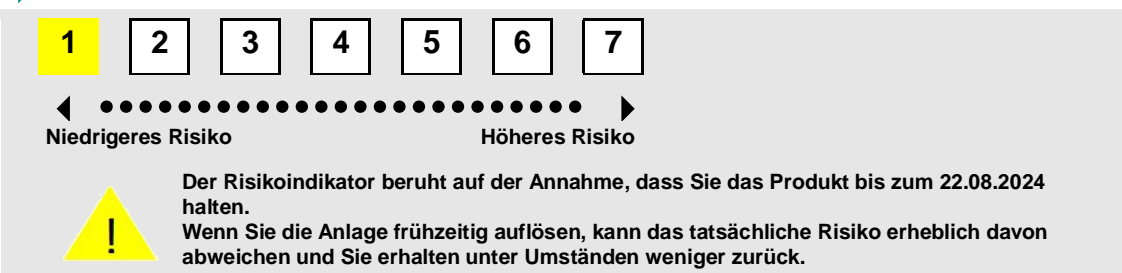 1 2 3 4 5 6 7
Niedrigeres Risiko Höheres Risiko
Der Risikoindikator beruht auf der Annahme, dass Sie das Produkt bis zum 22.08.2024
halten.
Wenn Sie die Anlage frühzeitig auflösen, kann das tatsächliche Risiko erheblich davon
abweichen und Sie erhalten unter Umständen weniger zurück.
!